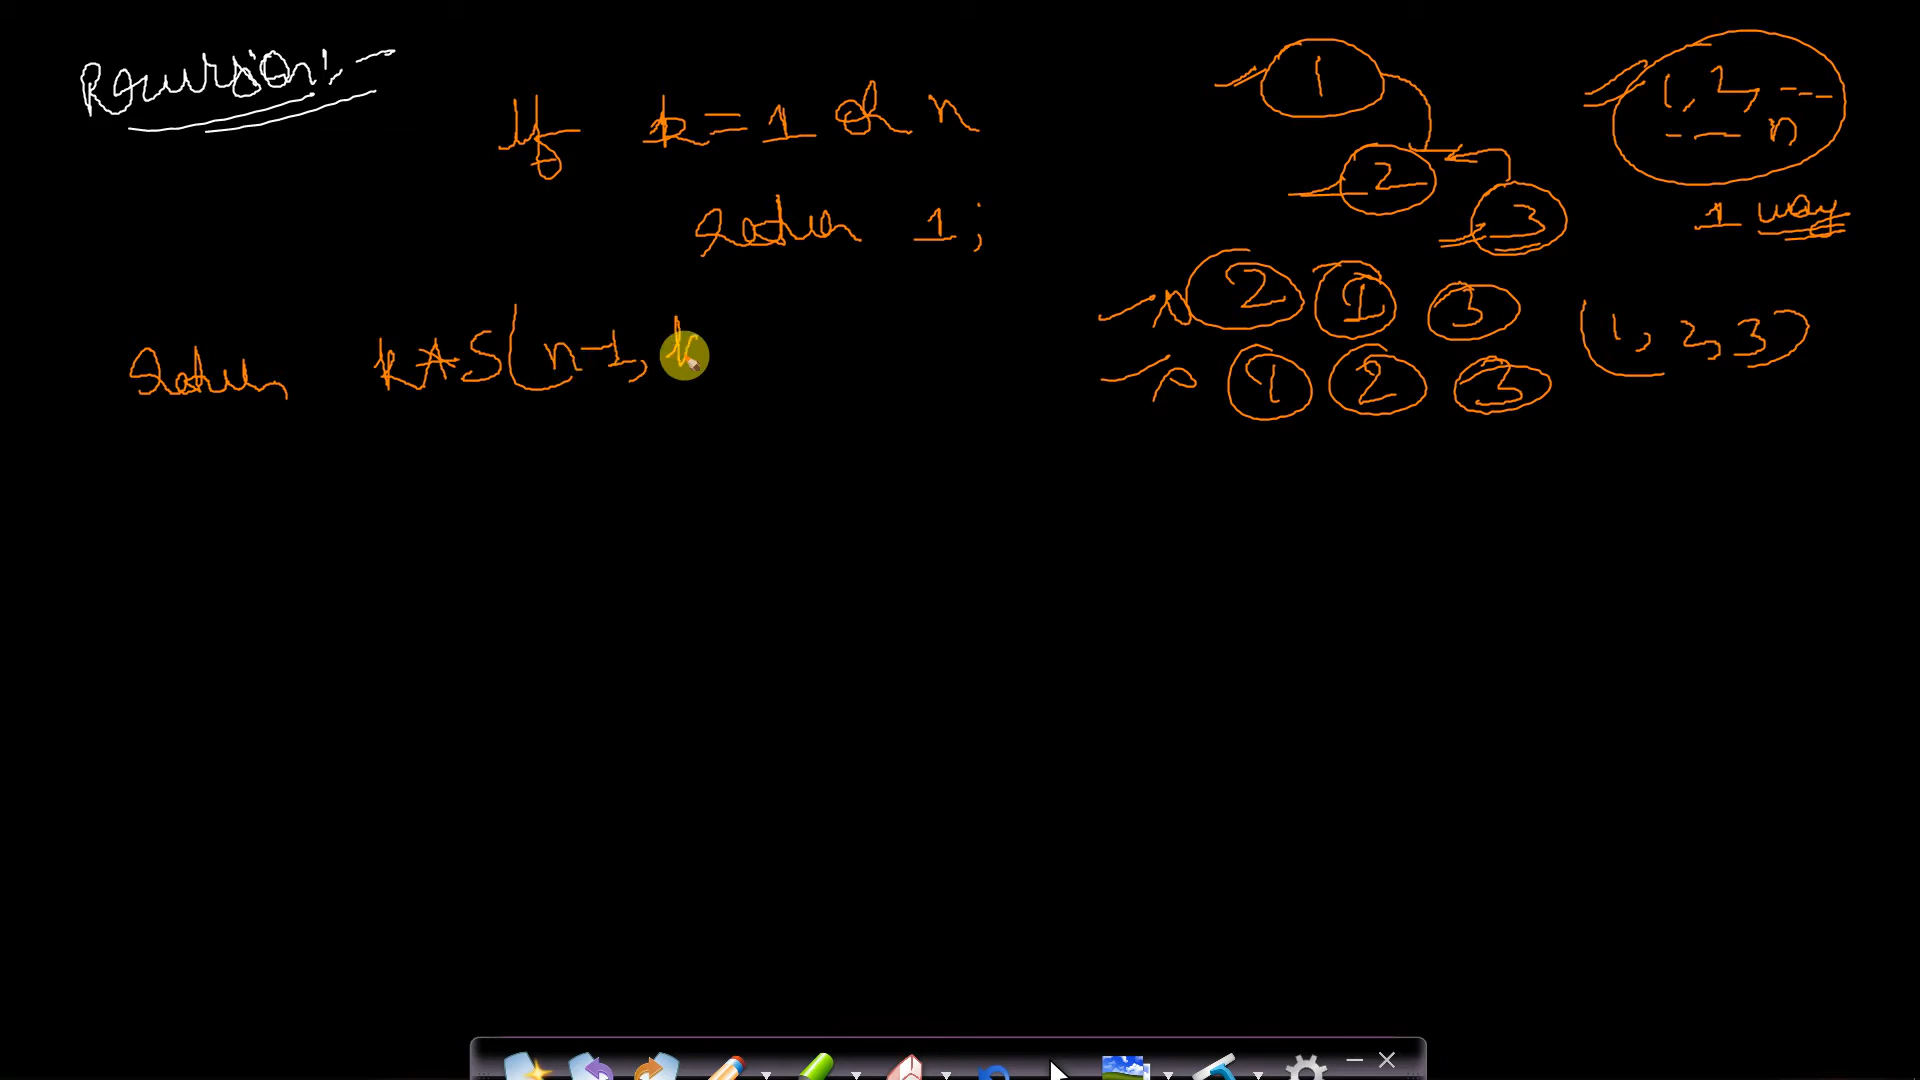 Recursion:-
If k = 1 or n
return 1;
return k*S(n-1, k
1
2
3
1, 2, ---
--- n
1 way
2 1 3
(1, 2, 3)
1 2 3